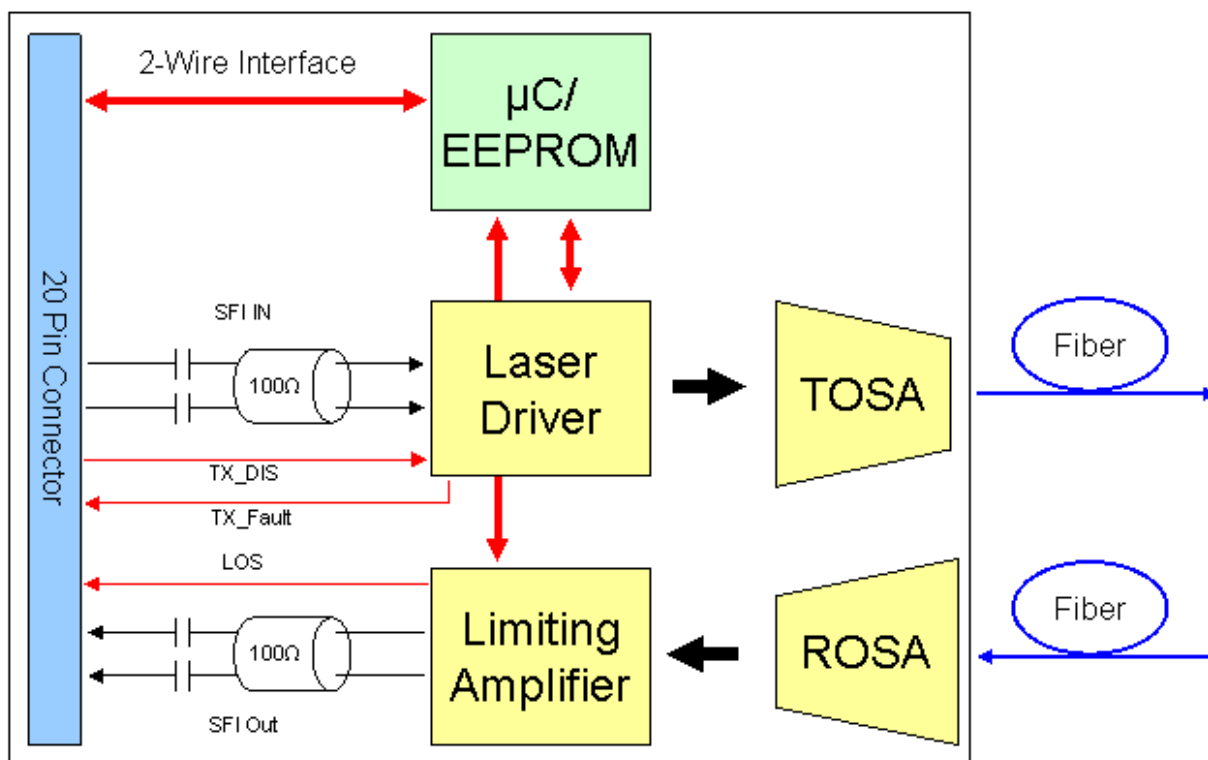 2-Wire Interface
µC/
EEPROM
20 Pin Connector
SFI IN
100Ω
Laser
Driver
TOSA
Fiber
TX_DIS
TX_Fault
LOS
100Ω
SFI Out
Limiting
Amplifier
ROSA
Fiber